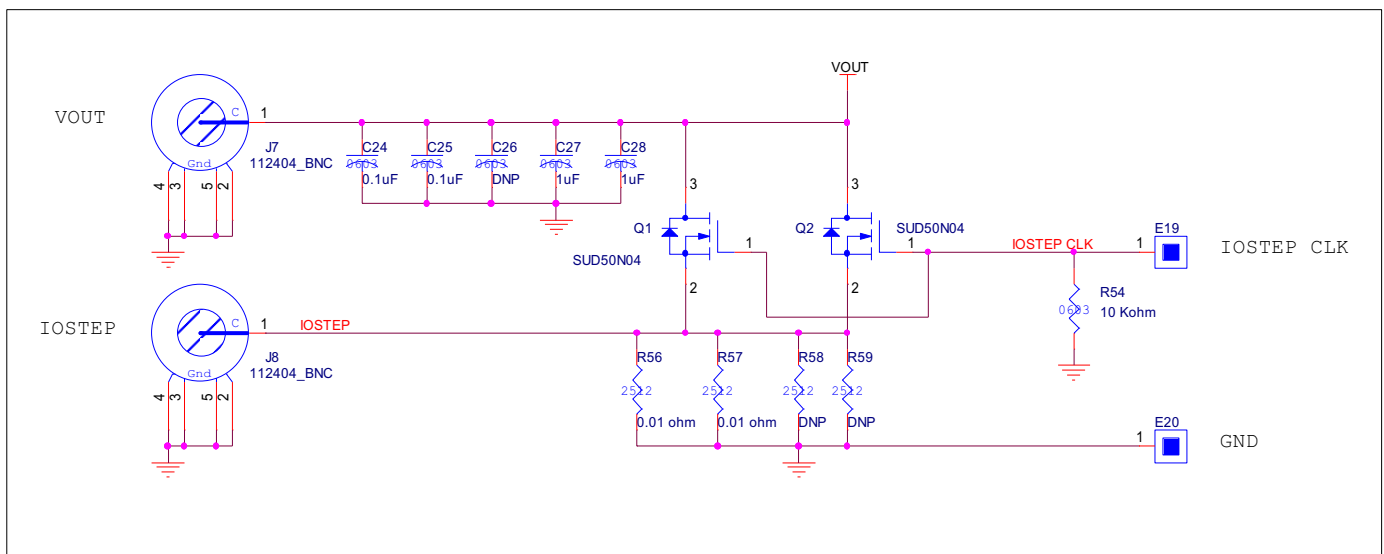 VOUT
VOUT
C
1
Gnd
J7
112404_BNC
4
3
5
2
C24
0603
0.1uF
C25
0603
0.1uF
C26
0603
DNP
C27
0603
1uF
C28
0603
1uF
3
Q1
SUD50N04
1
2
3
Q2
SUD50N04
1
2
IOSTEP CLK
1
E19
IOSTEP CLK
R54
0603
10 Kohm
IOSTEP
C
1
IOSTEP
Gnd
J8
112404_BNC
4
3
5
2
R56
2512
0.01 ohm
R57
2512
0.01 ohm
R58
2512
DNP
R59
2512
DNP
1
E20
GND